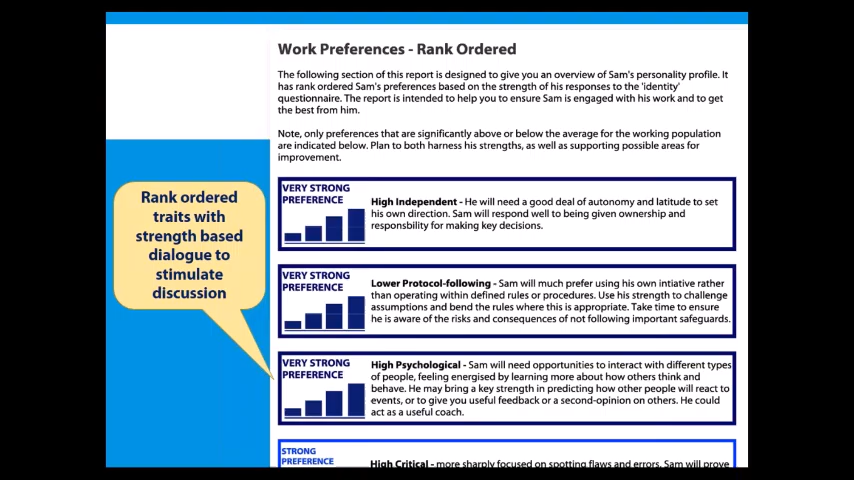 Work Preferences - Rank Ordered
The following section of this report is designed to give you an overview of Sam's personality profile. It
has rank ordered Sam's preferences based on the strength of his responses to the 'identity'
questionnaire. The report is intended to help you to ensure Sam is engaged with his work and to get
the best from him.
Note, only preferences that are significantly above or below the average for the working population
are indicated below. Plan to both harness his strengths, as well as supporting possible areas for
improvement.
Rank ordered
traits with
strength based
dialogue to
stimulate
discussion
VERY STRONG
PREFERENCE
High Independent - He will need a good deal of autonomy and latitude to set
his own direction. Sam will respond well to being given ownership and
responsbility for making key decisions.
VERY STRONG
PREFERENCE
Lower Protocol-following - Sam will much prefer using his own intiative rather
than operating within defined rules or procedures. Use his strength to challenge
assumptions and bend the rules where this is appropriate. Take time to ensure
he is aware of the risks and consequences of not following important safeguards.
VERY STRONG
PREFERENCE
High Psychological - Sam will need opportunities to interact with different types
of people, feeling energised by learning more about how others think and
behave. He may bring a key strength in predicting how other people will react to
events, or to give you useful feedback or a second-opinion on others. He could
act as a useful coach.
STRONG
PREFERENCE
High Critical - more sharply focused on spotting flaws and errors, Sam will prove